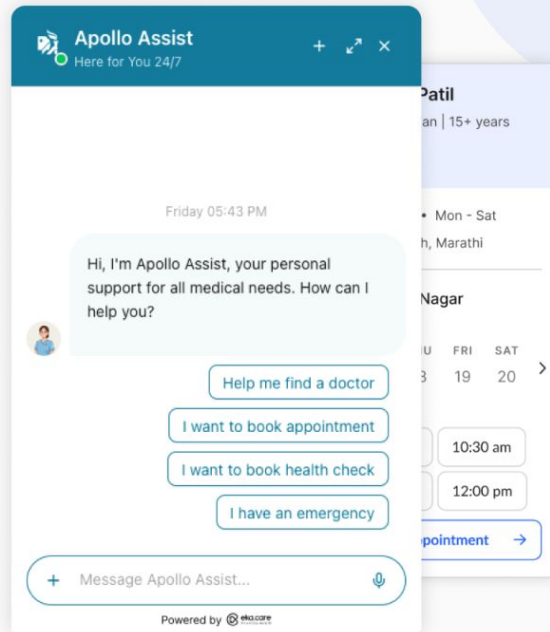 Apollo Assist
Here for You 24/7
Friday 05:43 PM
Hi, I'm Apollo Assist, your personal
support for all medical needs. How can I
help you?
Help me find a doctor
I want to book appointment
I want to book health check
I have an emergency
Message Apollo Assist...
Powered by eka.care
Patil
| 15+ years
• Mon - Sat
Marathi
Nagar
FRI SAT
19 20
10:30 am
12:00 pm